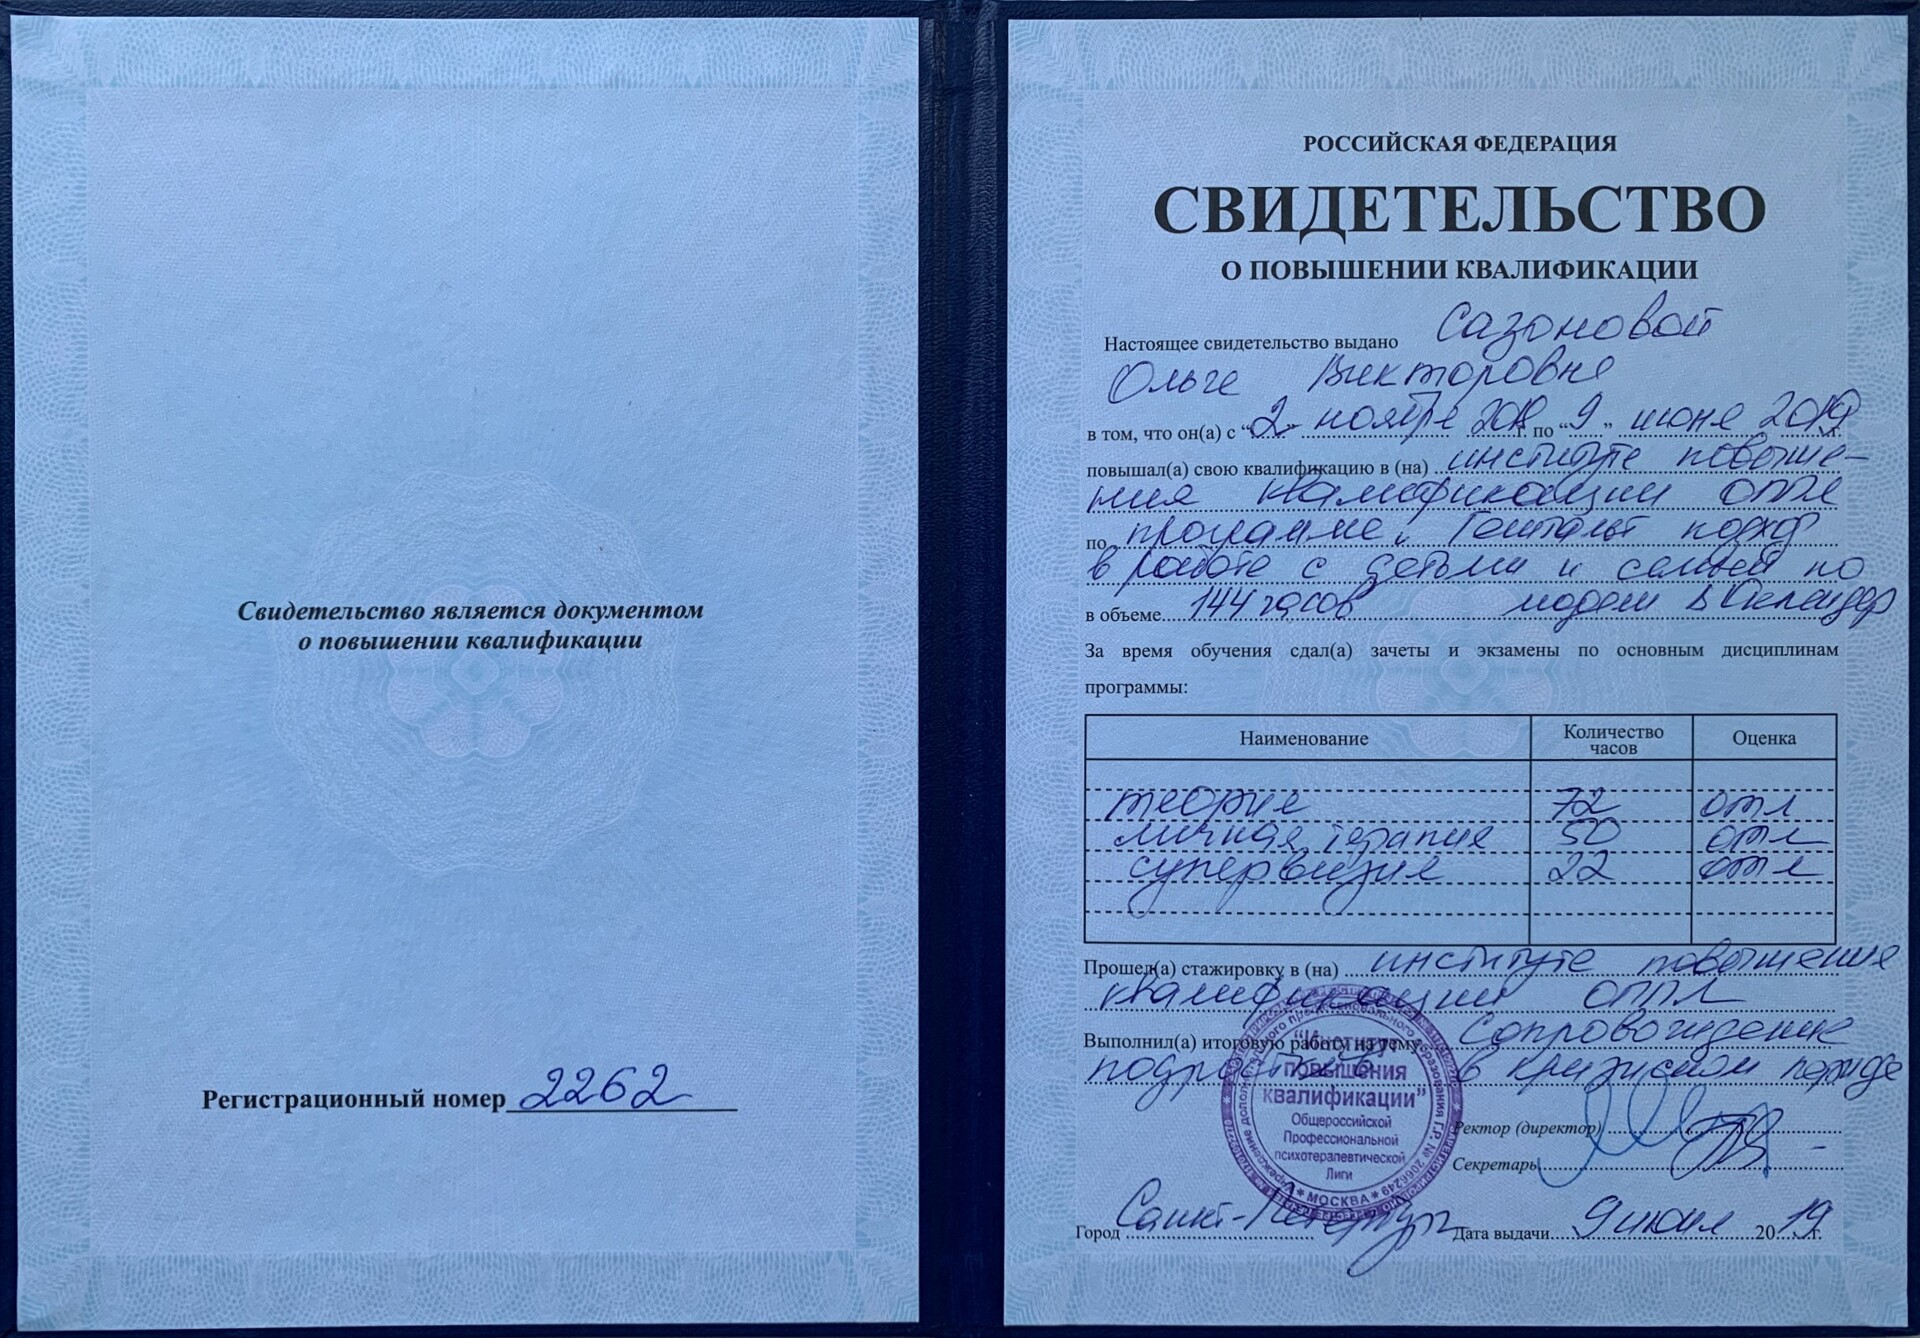 Свидетельство является документом
о повышении квалификации
Регистрационный номер 2262
РОССИЙСКАЯ ФЕДЕРАЦИЯ
СВИДЕТЕЛЬСТВО
О ПОВЫШЕНИИ КВАЛИФИКАЦИИ
Настоящее свидетельство выдано Сазоновой
Ольге Викторовне
в том, что он(а) с "2" ноября 2018 г. по "9" июня 2019 г.
повышал(а) свою квалификацию в (на) институте повыше-
ния квалификации ОППЛ
по программе „Гештальт подход
в работе с детьми и семьей по
в объеме 144 часов модели В. Оклендер
За время обучения сдал(а) зачеты и экзамены по основным дисциплинам
программы:
Наименование Количество часов Оценка
теория 72 отл
личная терапия 50 отл
супервизия 22 отл
Прошел(а) стажировку в (на) институте повышения
квалификации ОППЛ
Выполнил(а) итоговую работу на тему Сопровождение
подростков в кризисном периоде
"Институт
повышения
квалификации"
Общероссийской
Профессиональной
психотерапевтической
Лиги
МОСКВА
Ректор (директор)
Секретарь
Город Санкт-Петербург Дата выдачи 9 июня 2019 г.